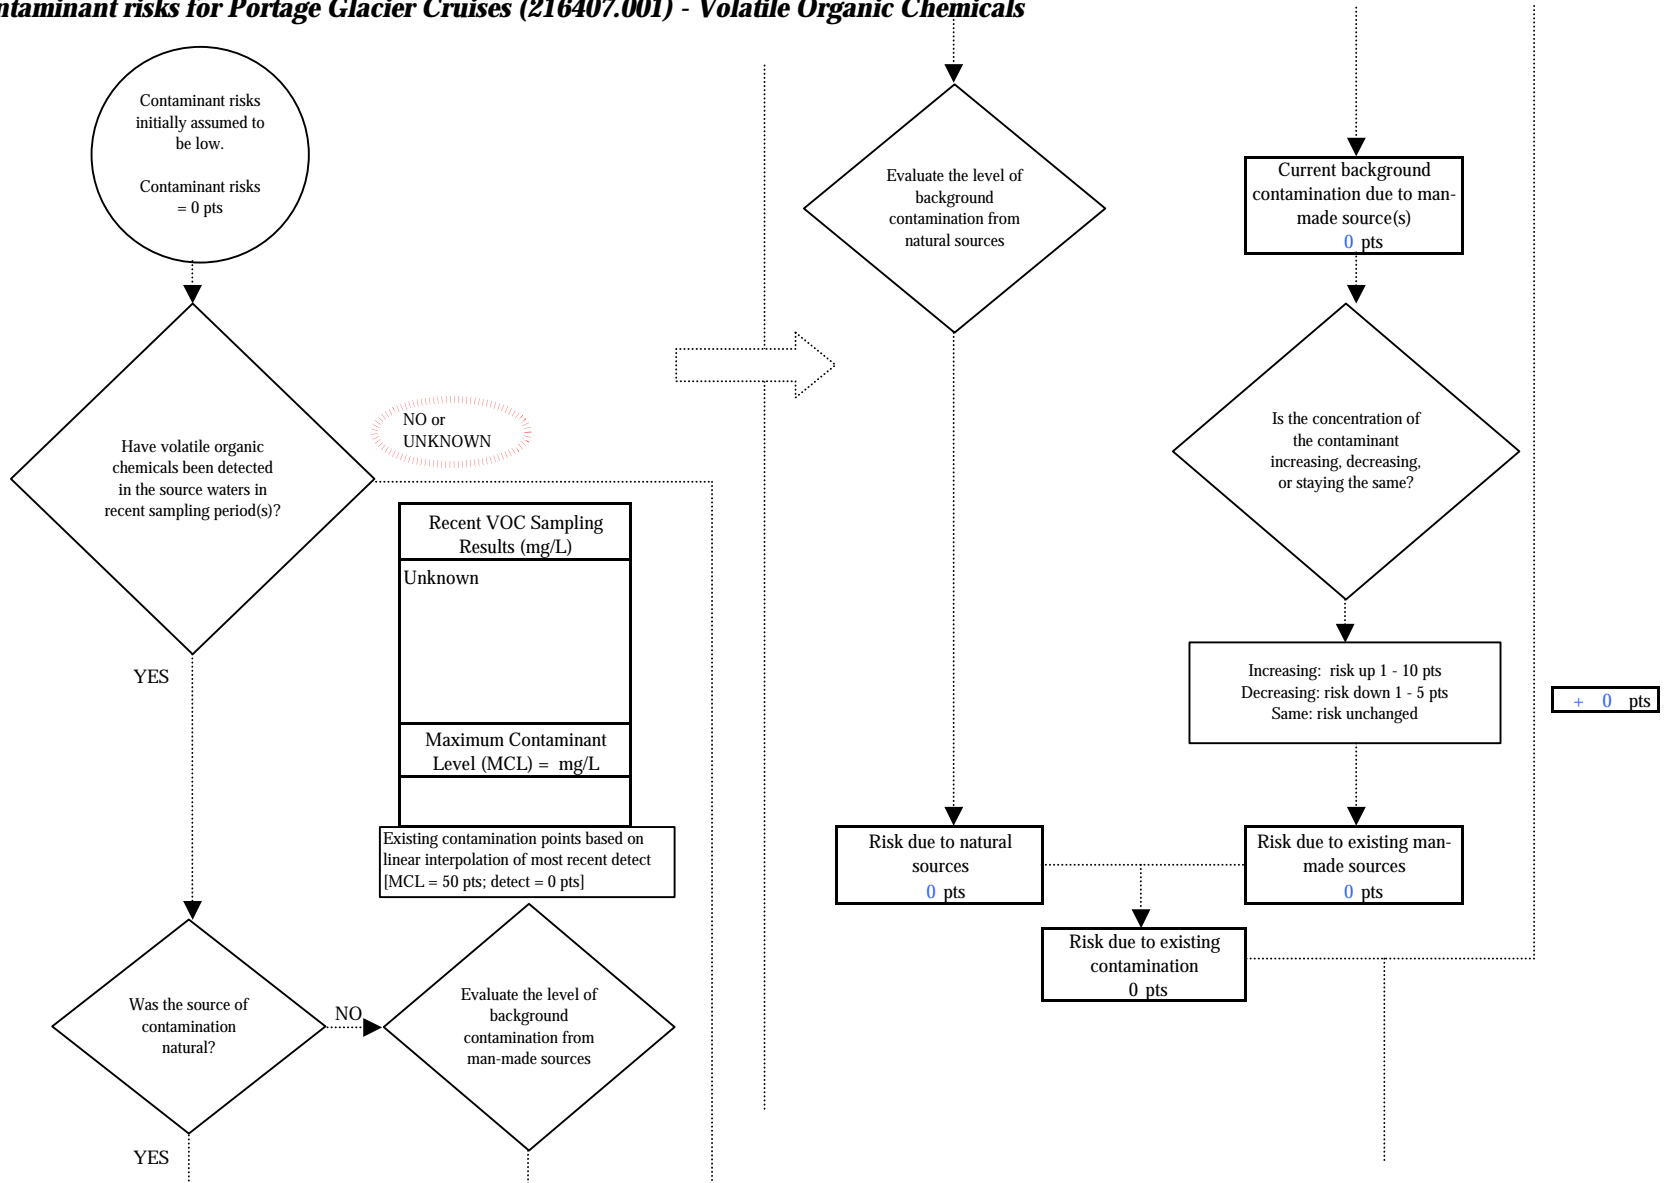 ntaminant risks for Portage Glacier Cruises (216407.001) - Volatile Organic Chemicals
Contaminant risks
initially assumed to
be low.
Contaminant risks
= 0 pts
Have volatile organic
chemicals been detected
in the source waters in
recent sampling period(s)?
NO or
UNKNOWN
YES
Recent VOC Sampling
Results (mg/L)
Unknown
Maximum Contaminant
Level (MCL) = mg/L
Existing contamination points based on
linear interpolation of most recent detect
[MCL = 50 pts; detect = 0 pts]
Was the source of
contamination
natural?
NO
YES
Evaluate the level of
background
contamination from
man-made sources
Evaluate the level of
background
contamination from
natural sources
Current background
contamination due to man-
made source(s)
0 pts
Is the concentration of
the contaminant
increasing, decreasing,
or staying the same?
Increasing: risk up 1 - 10 pts
Decreasing: risk down 1 - 5 pts
Same: risk unchanged
+ 0 pts
Risk due to natural
sources
0 pts
Risk due to existing man-
made sources
0 pts
Risk due to existing
contamination
0 pts